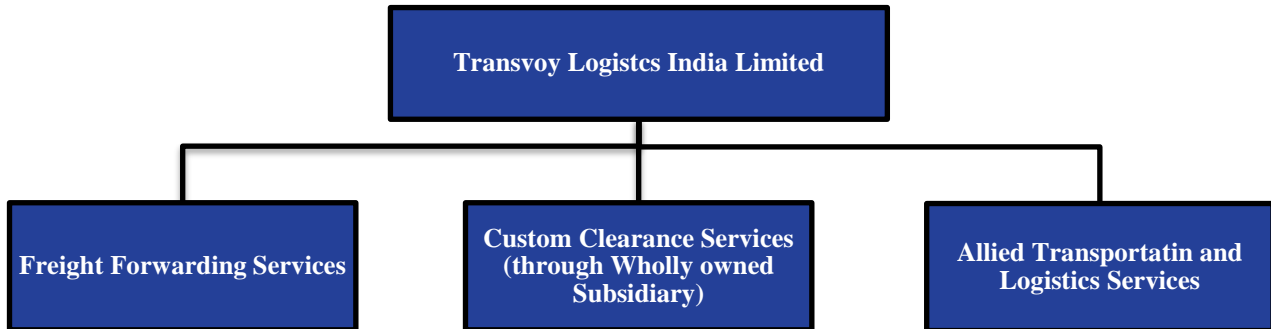 Transvoy Logistcs India Limited
Freight Forwarding Services
Custom Clearance Services
(through Wholly owned
Subsidiary)
Allied Transportatin and
Logistics Services